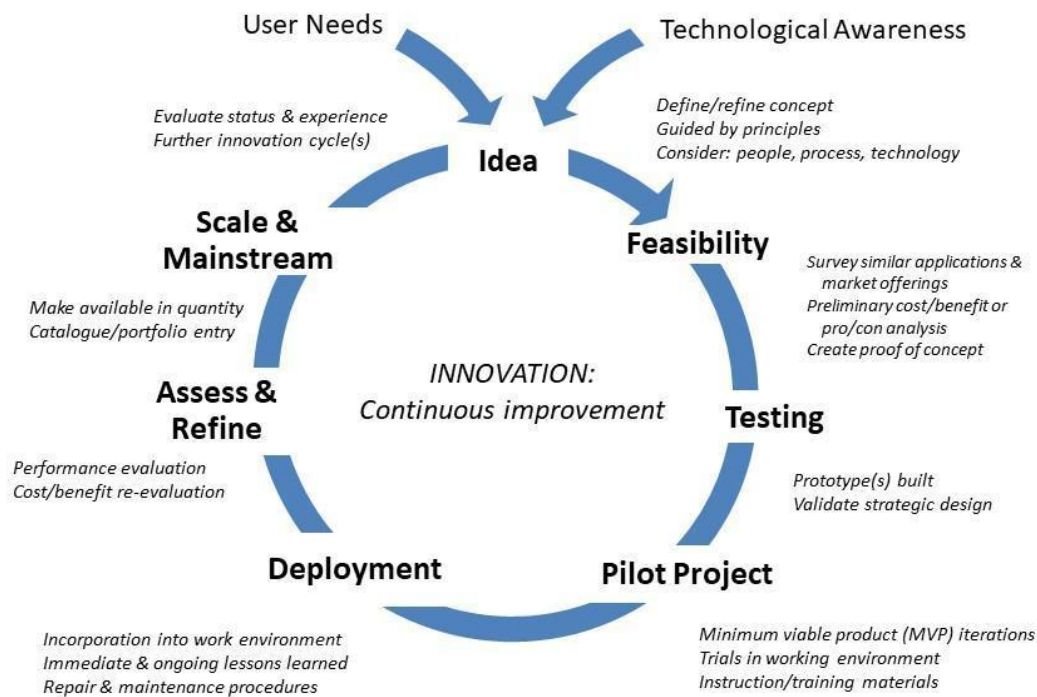 User Needs
Technological Awareness
Evaluate status & experience
Further innovation cycle(s)
Define/refine concept
Guided by principles
Consider: people, process, technology
Idea
Scale &
Mainstream
Feasibility
Survey similar applications &
market offerings
Preliminary cost/benefit or
pro/con analysis
Create proof of concept
Make available in quantity
Catalogue/portfolio entry
INNOVATION:
Continuous improvement
Assess &
Refine
Testing
Performance evaluation
Cost/benefit re-evaluation
Prototype(s) built
Validate strategic design
Deployment
Pilot Project
Incorporation into work environment
Immediate & ongoing lessons learned
Repair & maintenance procedures
Minimum viable product (MVP) iterations
Trials in working environment
Instruction/training materials